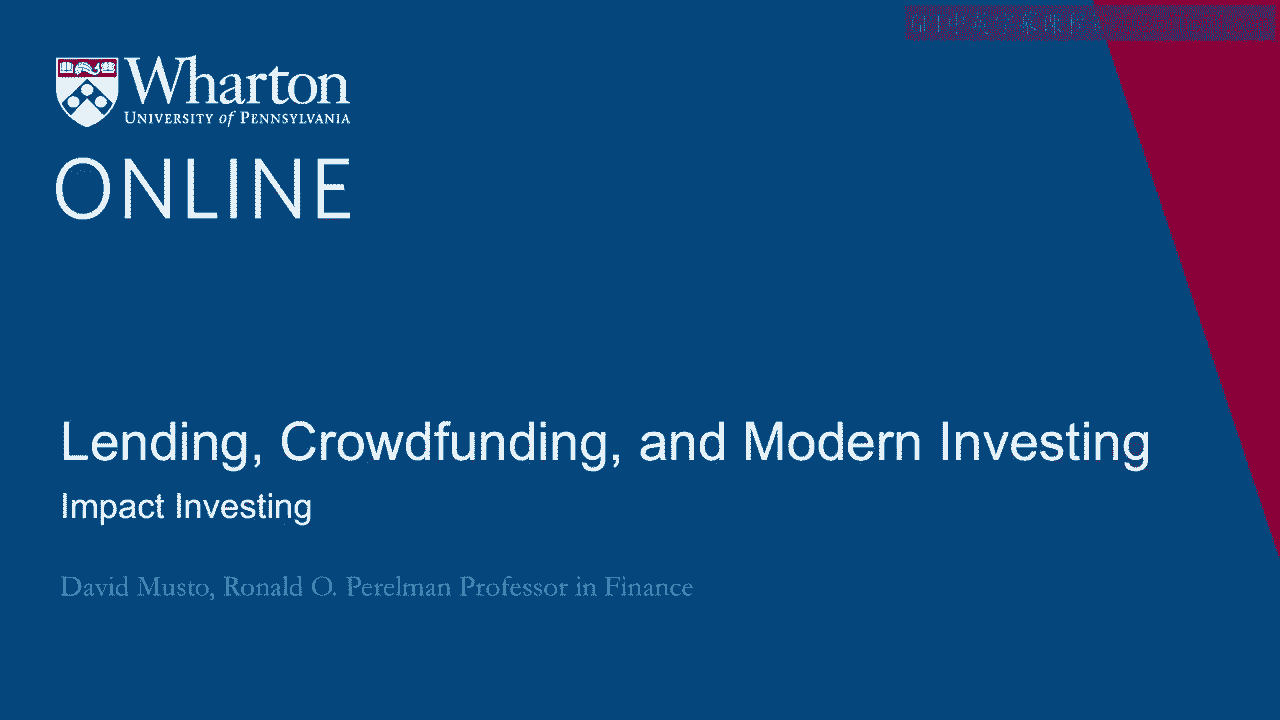 Wharton
UNIVERSITY of PENNSYLVANIA
ONLINE
Lending, Crowdfunding, and Modern Investing
Impact Investing
David Musto, Ronald O. Perelman Professor in Finance